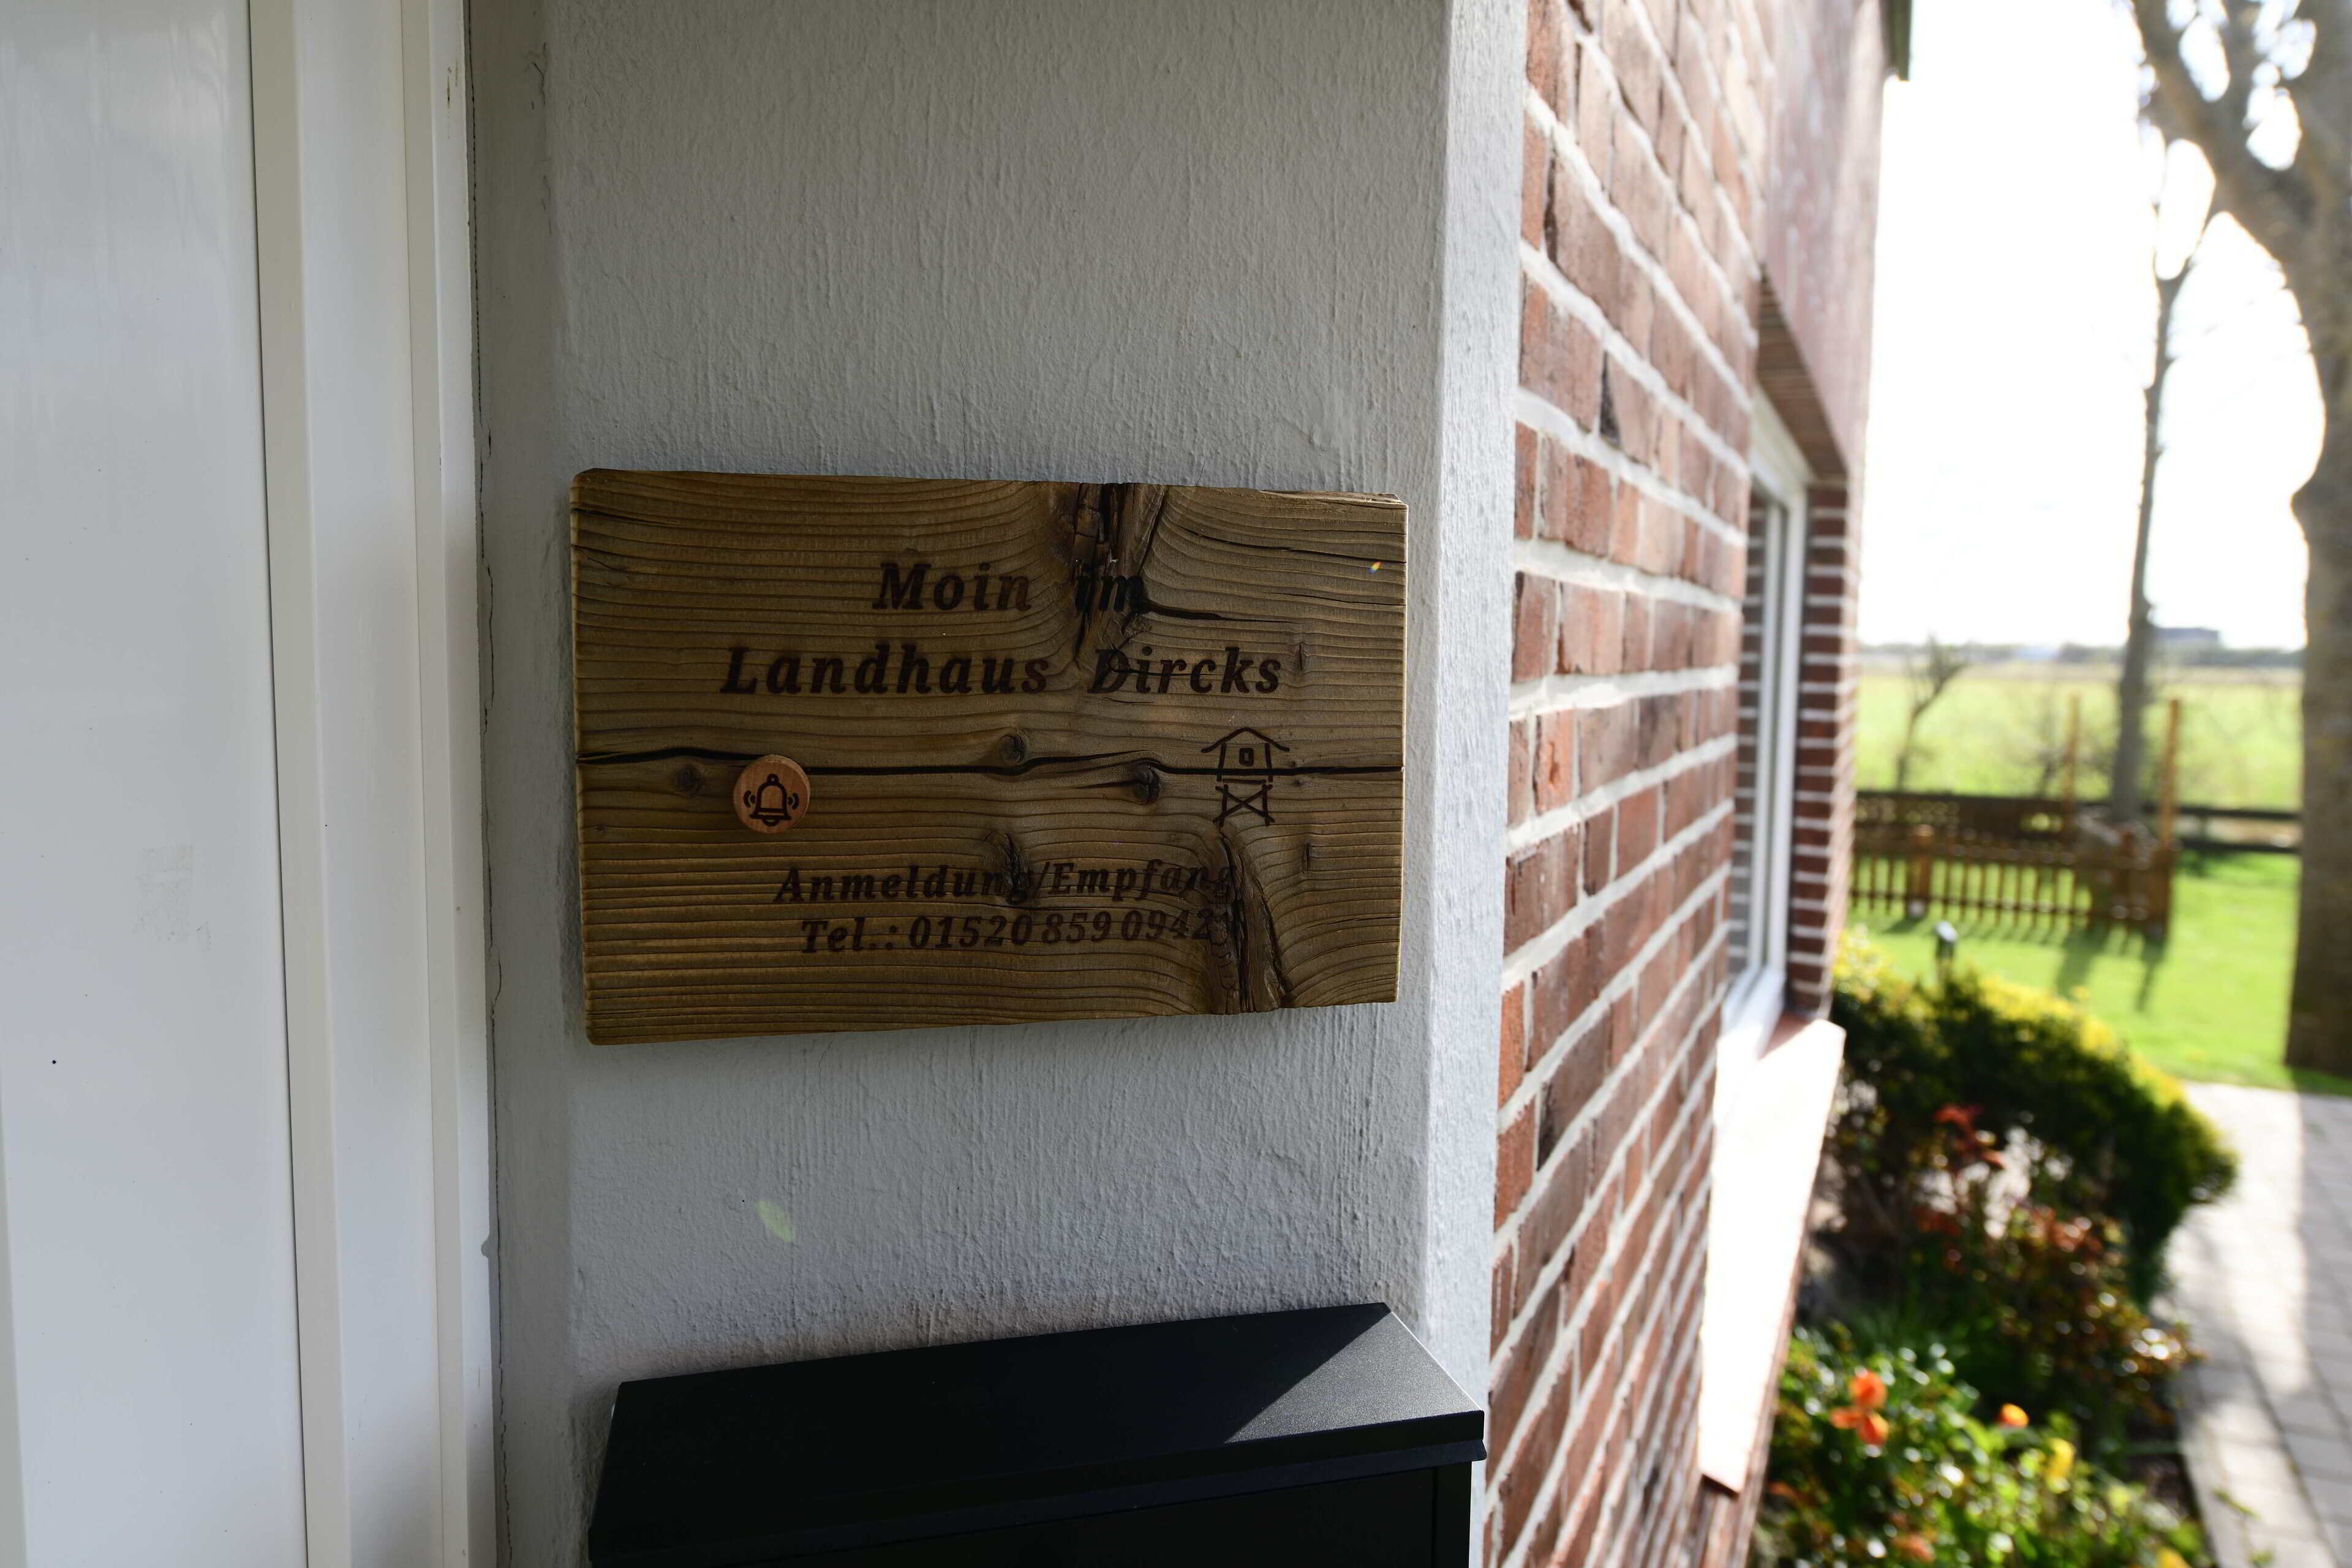 Moin im
Landhaus Dircks
Anmeldung/Empfang
Tel.: 01520 859 0942